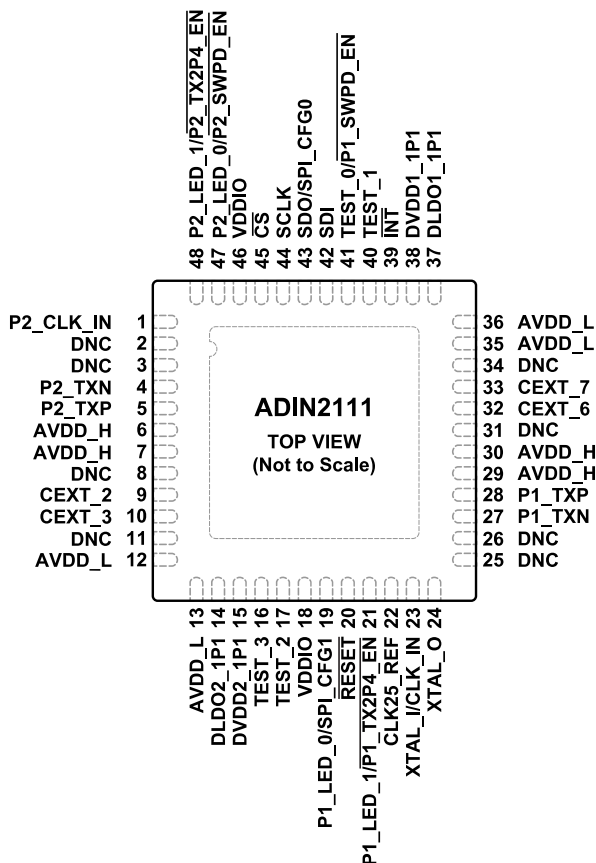 48 P2_LED_1/P2_TX2P4_EN
47 P2_LED_0/P2_SWPD_EN
46 VDDIO
45 CS
44 SCLK
43 SDO/SPI_CFG0
42 SDI
41 TEST_0/P1_SWPD_EN
40 TEST_1
39 INT
38 DVDD1_1P1
37 DLDO1_1P1
P2_CLK_IN 1
DNC 2
DNC 3
P2_TXN 4
P2_TXP 5
AVDD_H 6
AVDD_H 7
DNC 8
CEXT_2 9
CEXT_3 10
DNC 11
AVDD_L 12
ADIN2111
TOP VIEW
(Not to Scale)
36 AVDD_L
35 AVDD_L
34 DNC
33 CEXT_7
32 CEXT_6
31 DNC
30 AVDD_H
29 AVDD_H
28 P1_TXP
27 P1_TXN
26 DNC
25 DNC
AVDD_L 13
DLDO2_1P1 14
DVDD2_1P1 15
TEST_3 16
TEST_2 17
VDDIO 18
P1_LED_0/SPI_CFG1 19
RESET 20
P1_LED_1/P1_TX2P4_EN 21
CLK25_REF 22
XTAL_I/CLK_IN 23
XTAL_O 24